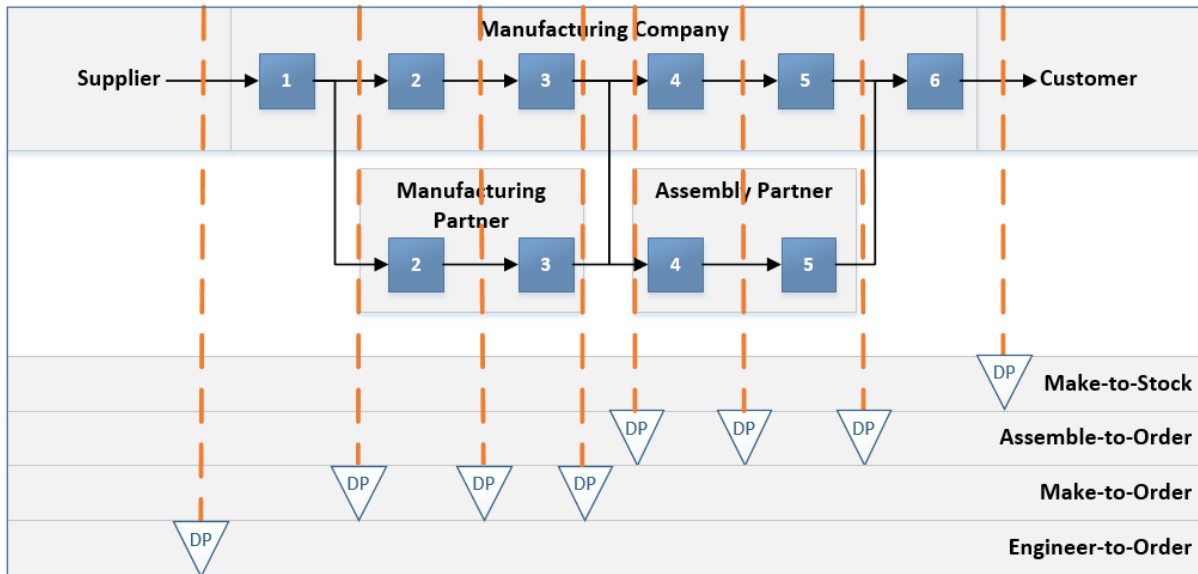 Manufacturing Company
Supplier
1
2
3
4
5
6
Customer
Manufacturing
Partner
Assembly Partner
2
3
4
5
DP
Make-to-Stock
DP
DP
DP
Assemble-to-Order
DP
DP
DP
Make-to-Order
DP
Engineer-to-Order